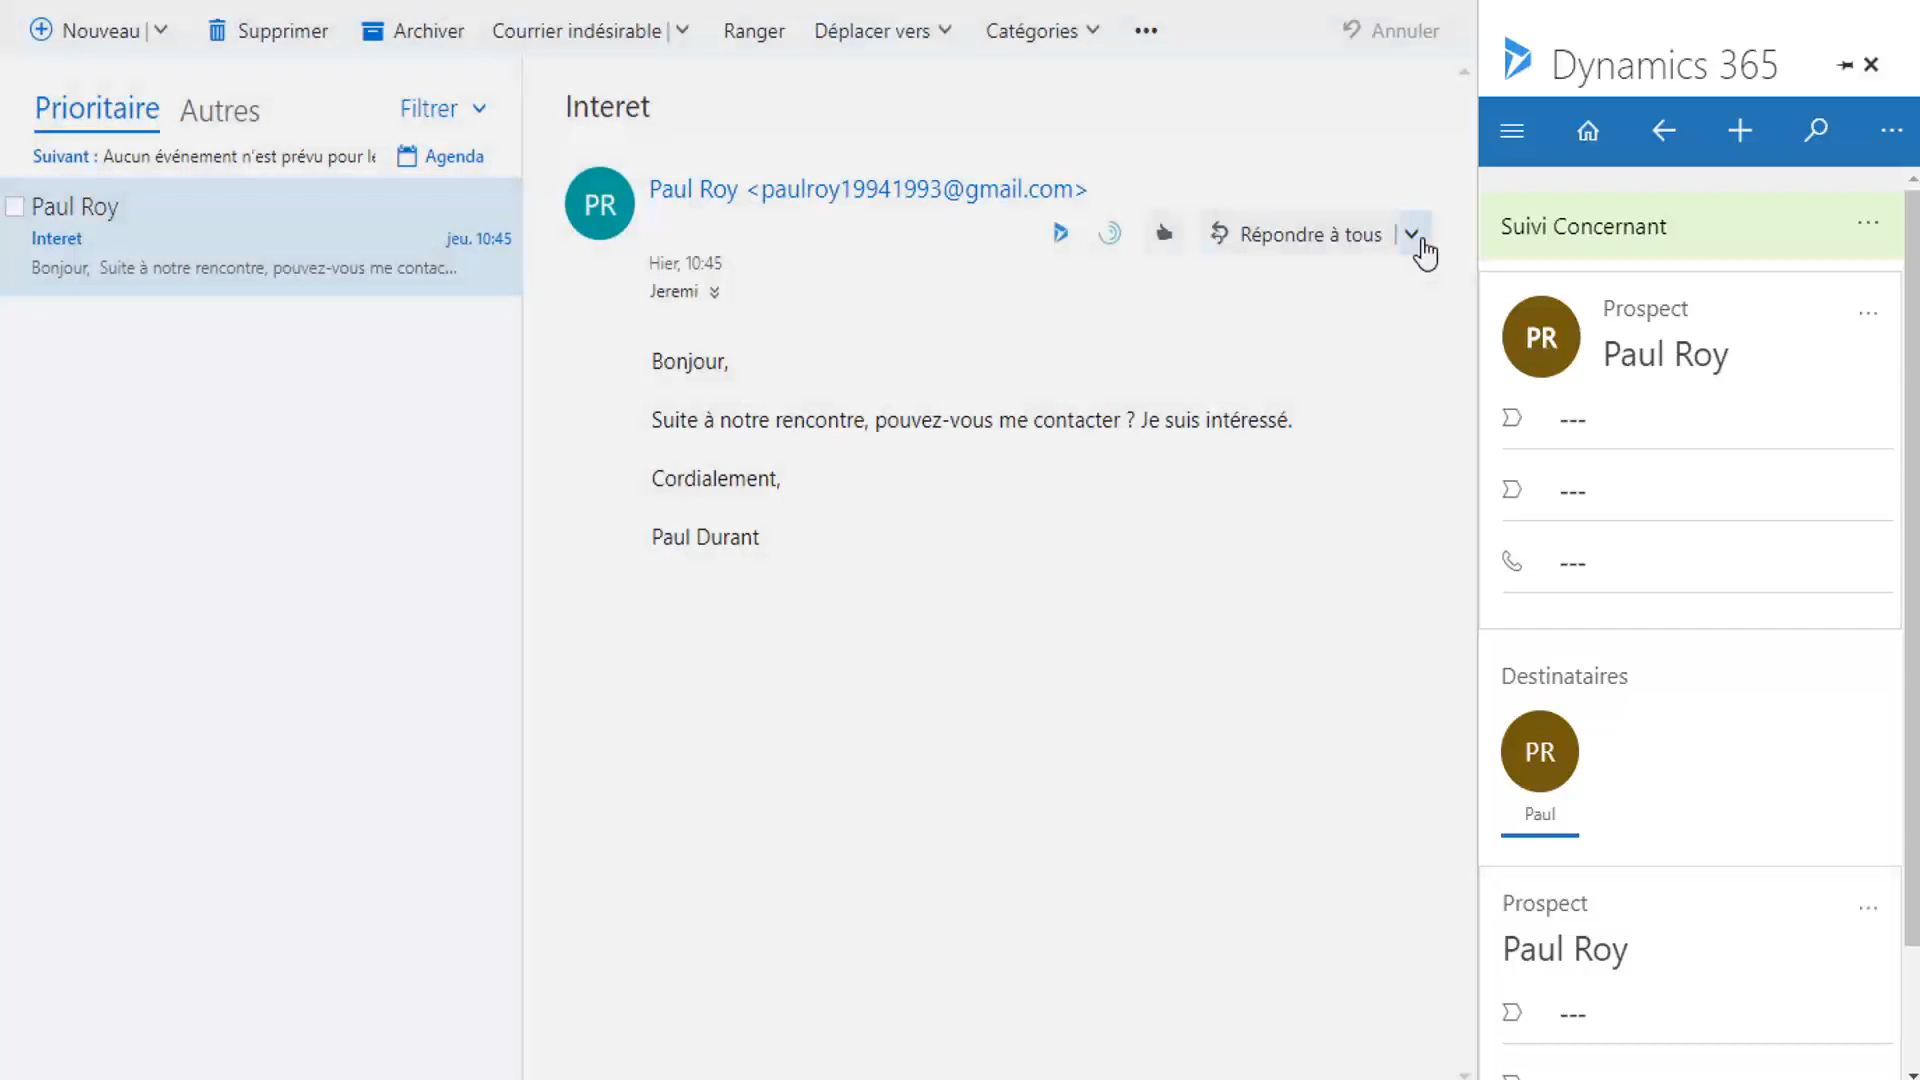 Nouveau
Supprimer
Archiver
Courrier indésirable
Ranger
Déplacer vers
Catégories
Annuler
Prioritaire
Autres
Filtrer
Suivant : Aucun événement n'est prévu pour
Agenda
Paul Roy
Interet
jeu. 10:45
Bonjour, Suite à notre rencontre, pouvez-vous me contac...
Interet
PR
Paul Roy <paulroy19941993@gmail.com>
Répondre à tous
Hier, 10:45
Jeremi
Bonjour,
Suite à notre rencontre, pouvez-vous me contacter ? Je suis intéressé.
Cordialement,
Paul Durant
Dynamics 365
Suivi Concernant
PR
Prospect
Paul Roy
---
---
---
Destinataires
PR
Paul
Prospect
Paul Roy
---